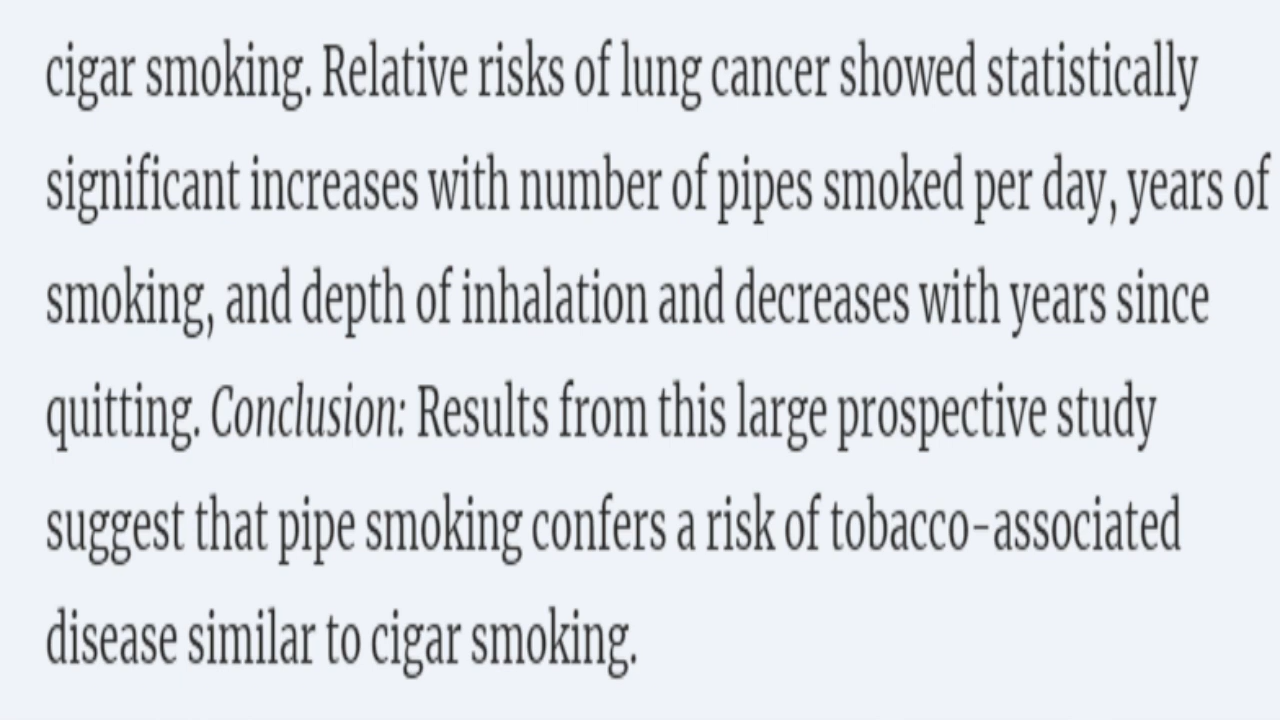 cigar smoking. Relative risks of lung cancer showed statistically
significant increases with number of pipes smoked per day, years of
smoking, and depth of inhalation and decreases with years since
quitting. Conclusion: Results from this large prospective study
suggest that pipe smoking confers a risk of tobacco-associated
disease similar to cigar smoking.